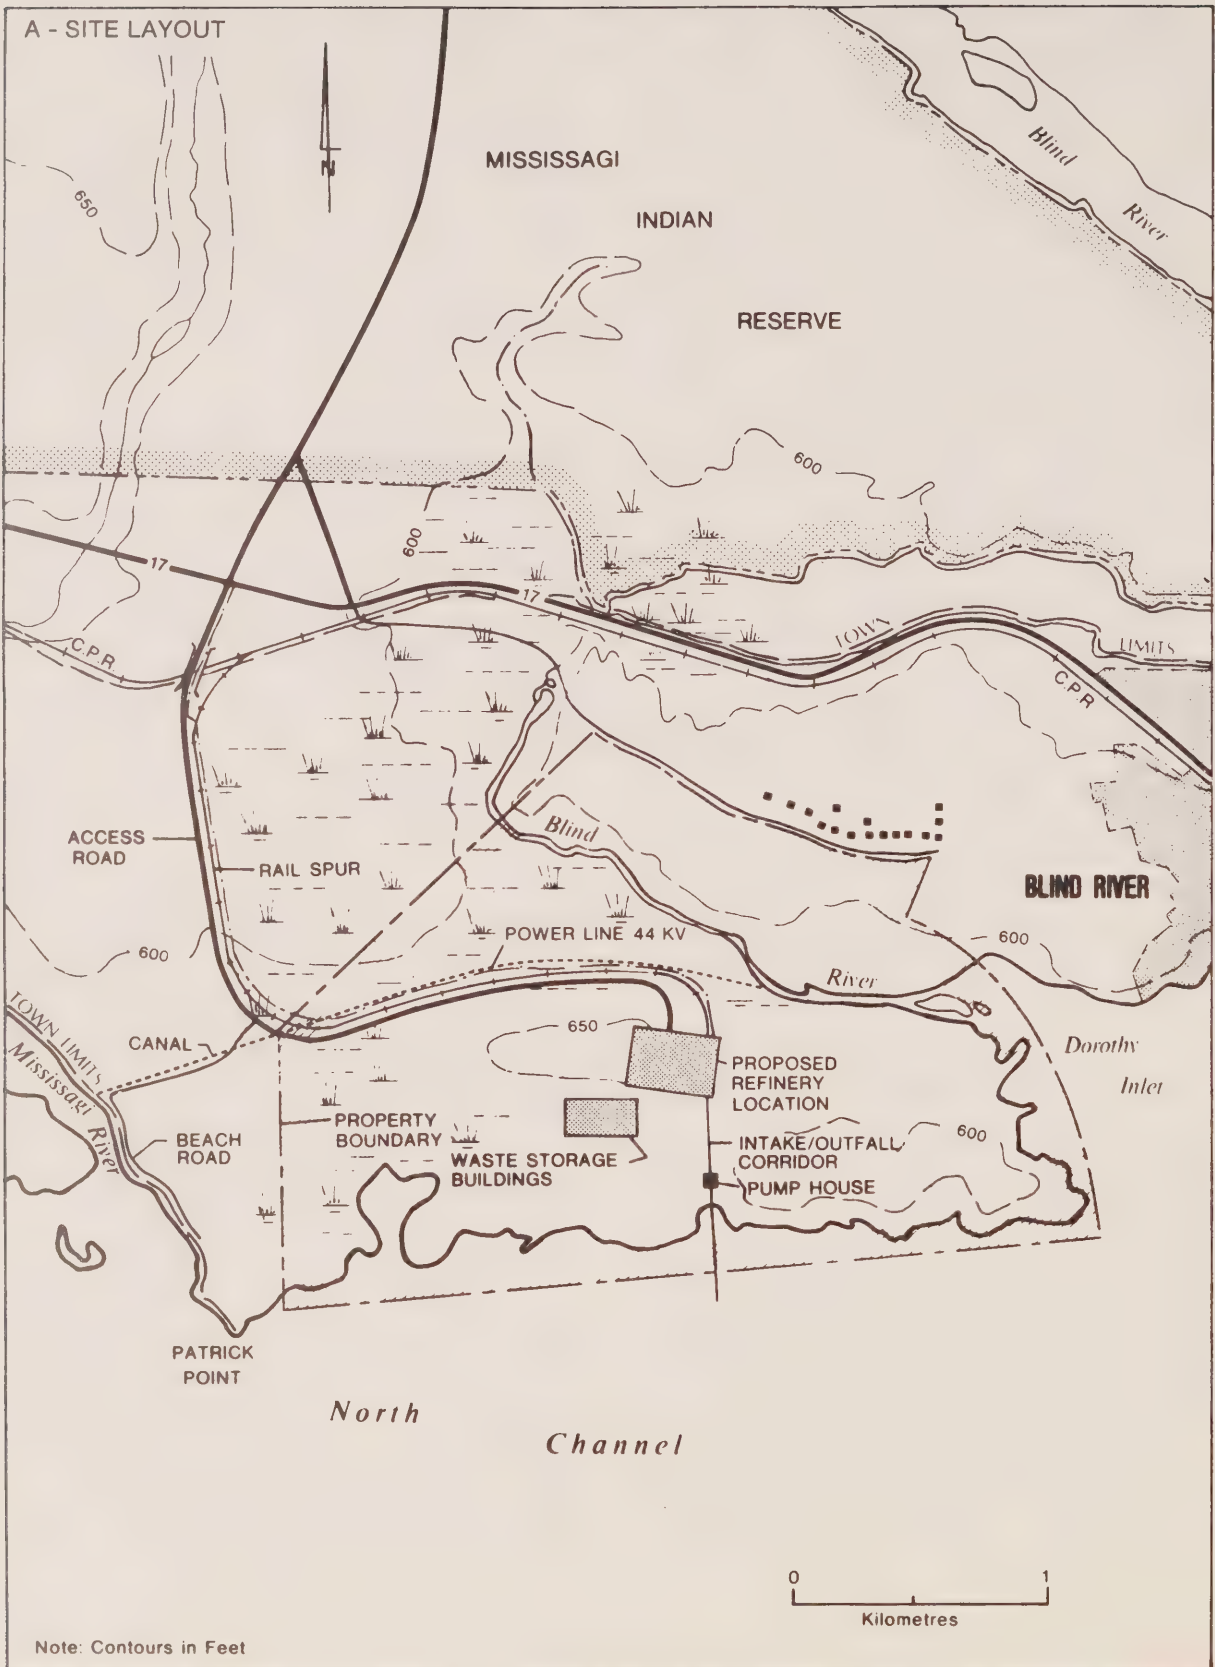 A - SITE LAYOUT
N
MISSISSAGI
INDIAN
RESERVE
Blind
River
650
600
600
17
17
C.P.R.
TOWN
LIMITS
C.P.R
ACCESS
ROAD
RAIL SPUR
Blind
BLIND RIVER
POWER LINE 44 KV
600
600
River
TOWN LIMITS
Mississagi
River
CANAL
650
Dorothy
Inlet
PROPOSED
REFINERY
LOCATION
PROPERTY
BOUNDARY
BEACH
ROAD
WASTE STORAGE
BUILDINGS
INTAKE/OUTFALL
CORRIDOR
600
PUMP HOUSE
PATRICK
POINT
North
Channel
0 1
Kilometres
Note: Contours in Feet